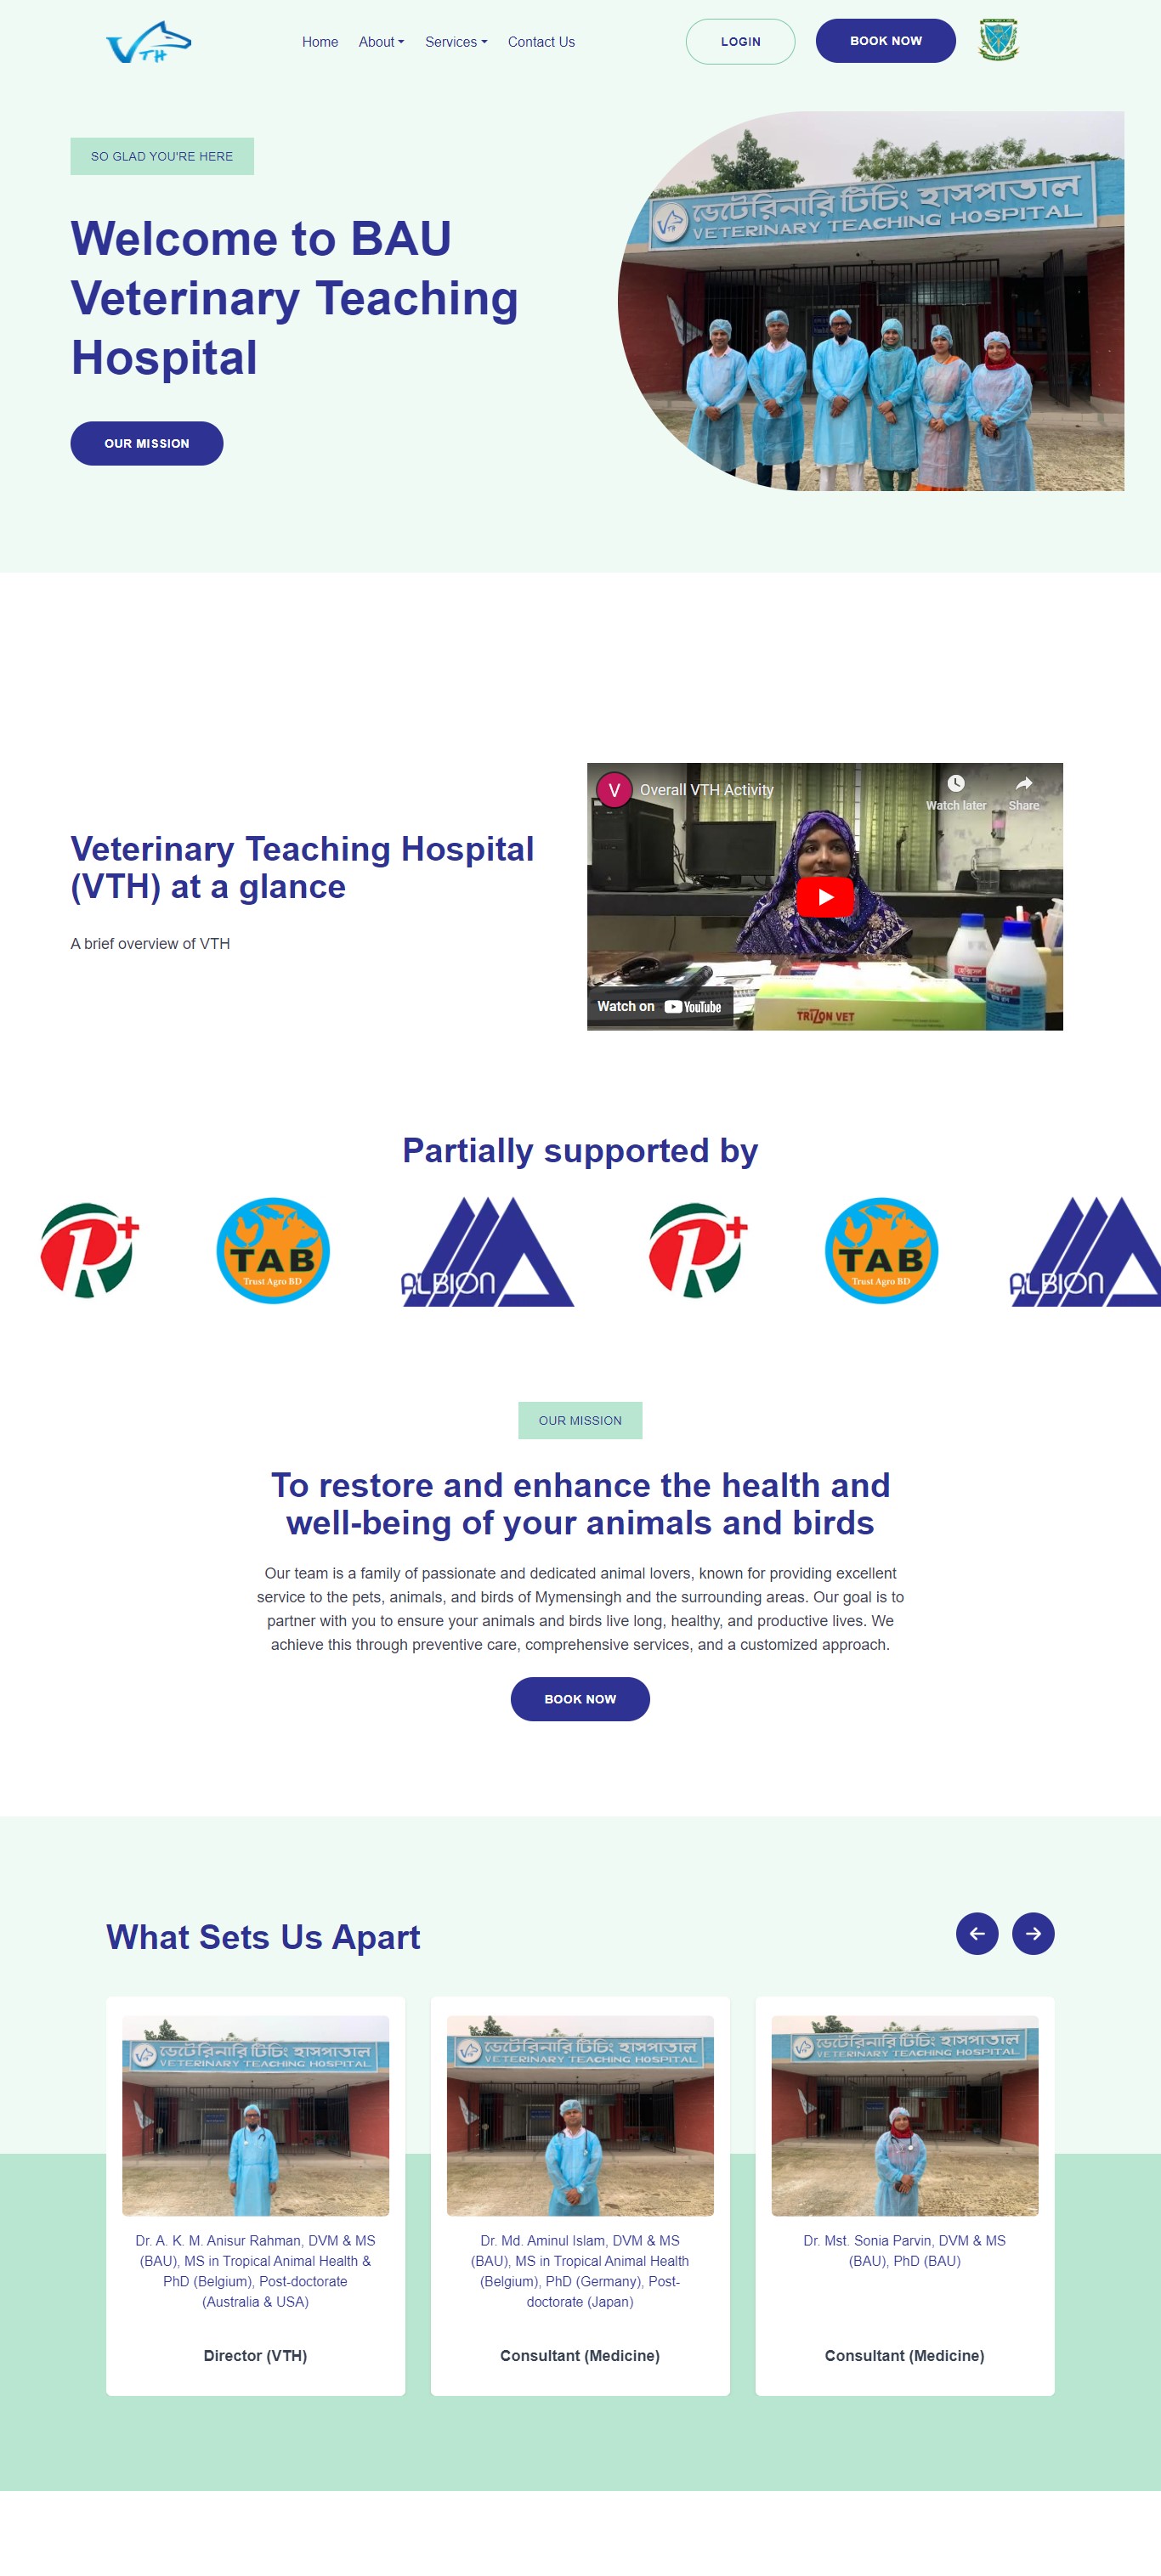 VTH
Home
About
Services
Contact Us
LOGIN
BOOK NOW
SO GLAD YOU'RE HERE
Welcome to BAU
Veterinary Teaching
Hospital
OUR MISSION
ভেটেরিনারি টিচিং হাসপাতাল
VETERINARY TEACHING HOSPITAL
Veterinary Teaching Hospital
(VTH) at a glance
A brief overview of VTH
V
Overall VTH Activity
Watch later
Share
TRIZON VET
Watch on YouTube
Partially supported by
R+
TAB
Trust Agro BD
ALBION
R+
TAB
Trust Agro BD
ALBION
OUR MISSION
To restore and enhance the health and
well-being of your animals and birds
Our team is a family of passionate and dedicated animal lovers, known for providing excellent
service to the pets, animals, and birds of Mymensingh and the surrounding areas. Our goal is to
partner with you to ensure your animals and birds live long, healthy, and productive lives. We
achieve this through preventive care, comprehensive services, and a customized approach.
BOOK NOW
What Sets Us Apart
ভেটেরিনারি টিচিং হাসপাতাল
VETERINARY TEACHING HOSPITAL
Dr. A. K. M. Anisur Rahman, DVM & MS
(BAU), MS in Tropical Animal Health &
PhD (Belgium), Post-doctorate
(Australia & USA)
Director (VTH)
ভেটেরিনারি টিচিং হাসপাতাল
VETERINARY TEACHING HOSPITAL
Dr. Md. Aminul Islam, DVM & MS
(BAU), MS in Tropical Animal Health
(Belgium), PhD (Germany), Post-
doctorate (Japan)
Consultant (Medicine)
ভেটেরিনারি টিচিং হাসপাতাল
VETERINARY TEACHING HOSPITAL
Dr. Mst. Sonia Parvin, DVM & MS
(BAU), PhD (BAU)
Consultant (Medicine)